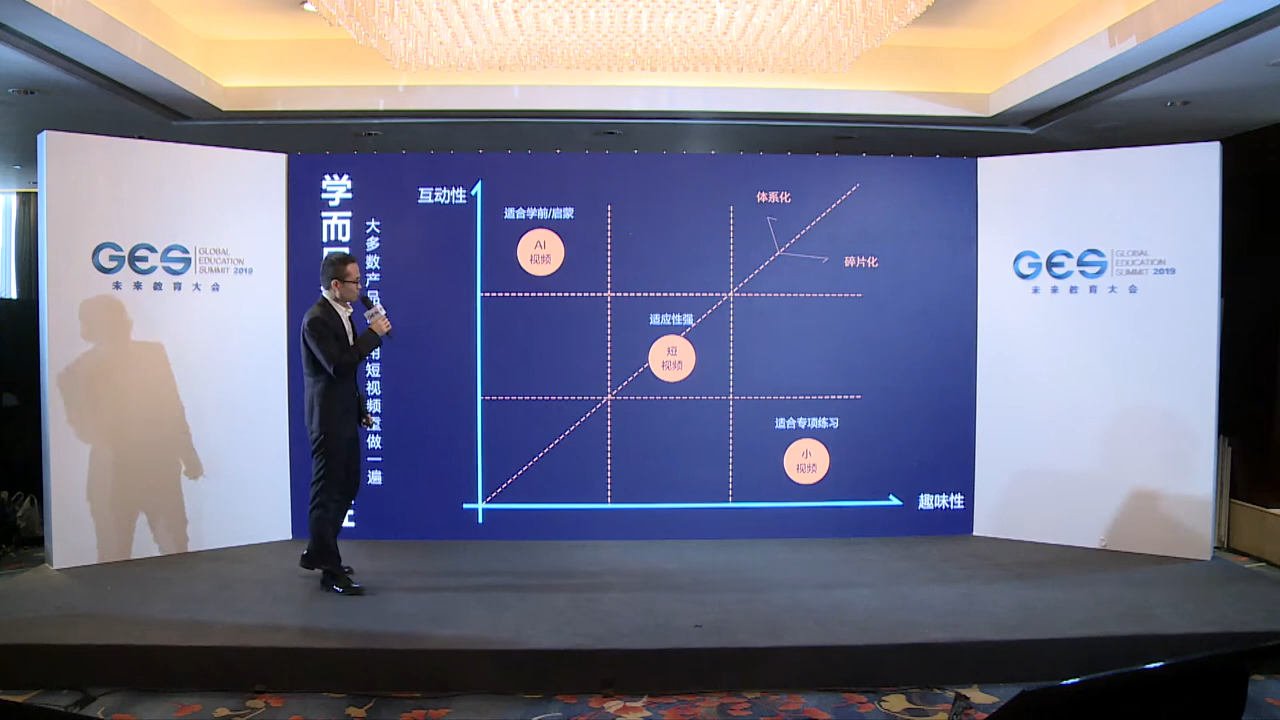 GES
GLOBAL
EDUCATION
SUMMIT 2019
未来教育大会
学而
大多数产品
用短视频重做一遍
互动性
适合学前/启蒙
AI
视频
体系化
碎片化
适应性强
短
视频
适合专项练习
小
视频
趣味性
GES
GLOBAL
EDUCATION
SUMMIT 2019
未来教育大会